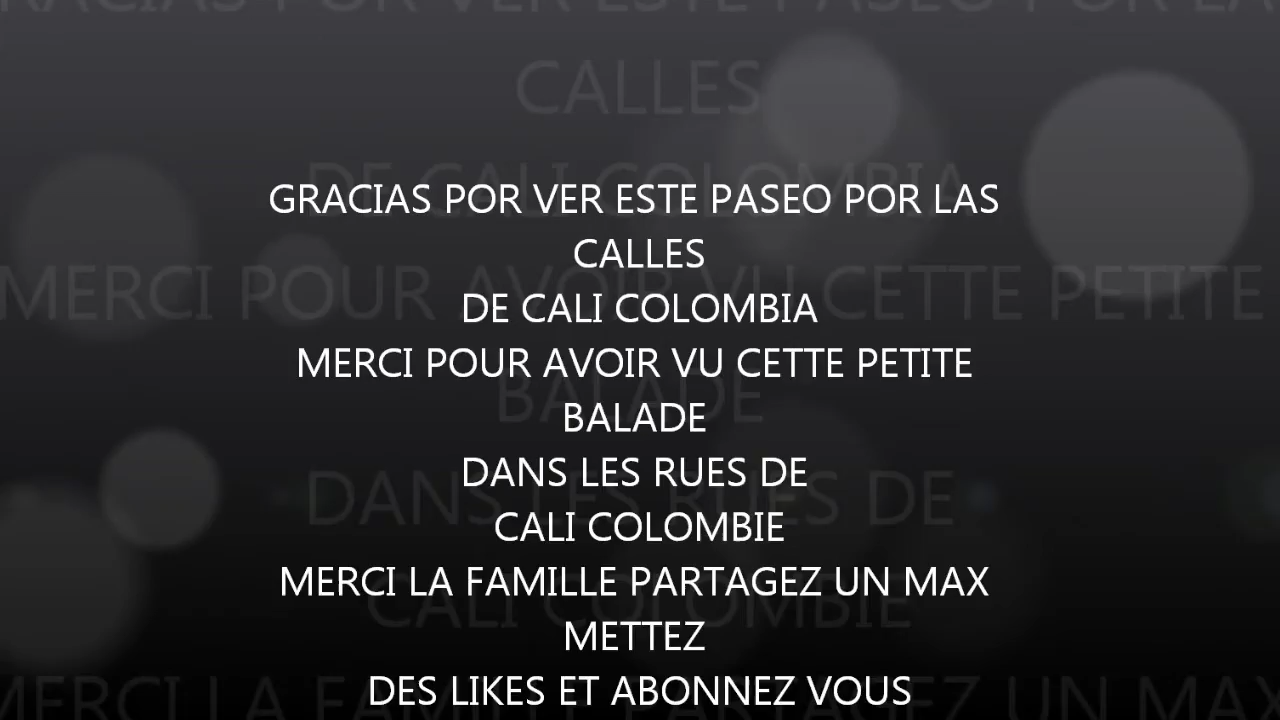 GRACIAS POR VER ESTE PASEO POR LAS
CALLES
DE CALI COLOMBIA
MERCI POUR AVOIR VU CETTE PETITE
BALADE
DANS LES RUES DE
CALI COLOMBIE
MERCI LA FAMILLE PARTAGEZ UN MAX
METTEZ
DES LIKES ET ABONNEZ VOUS